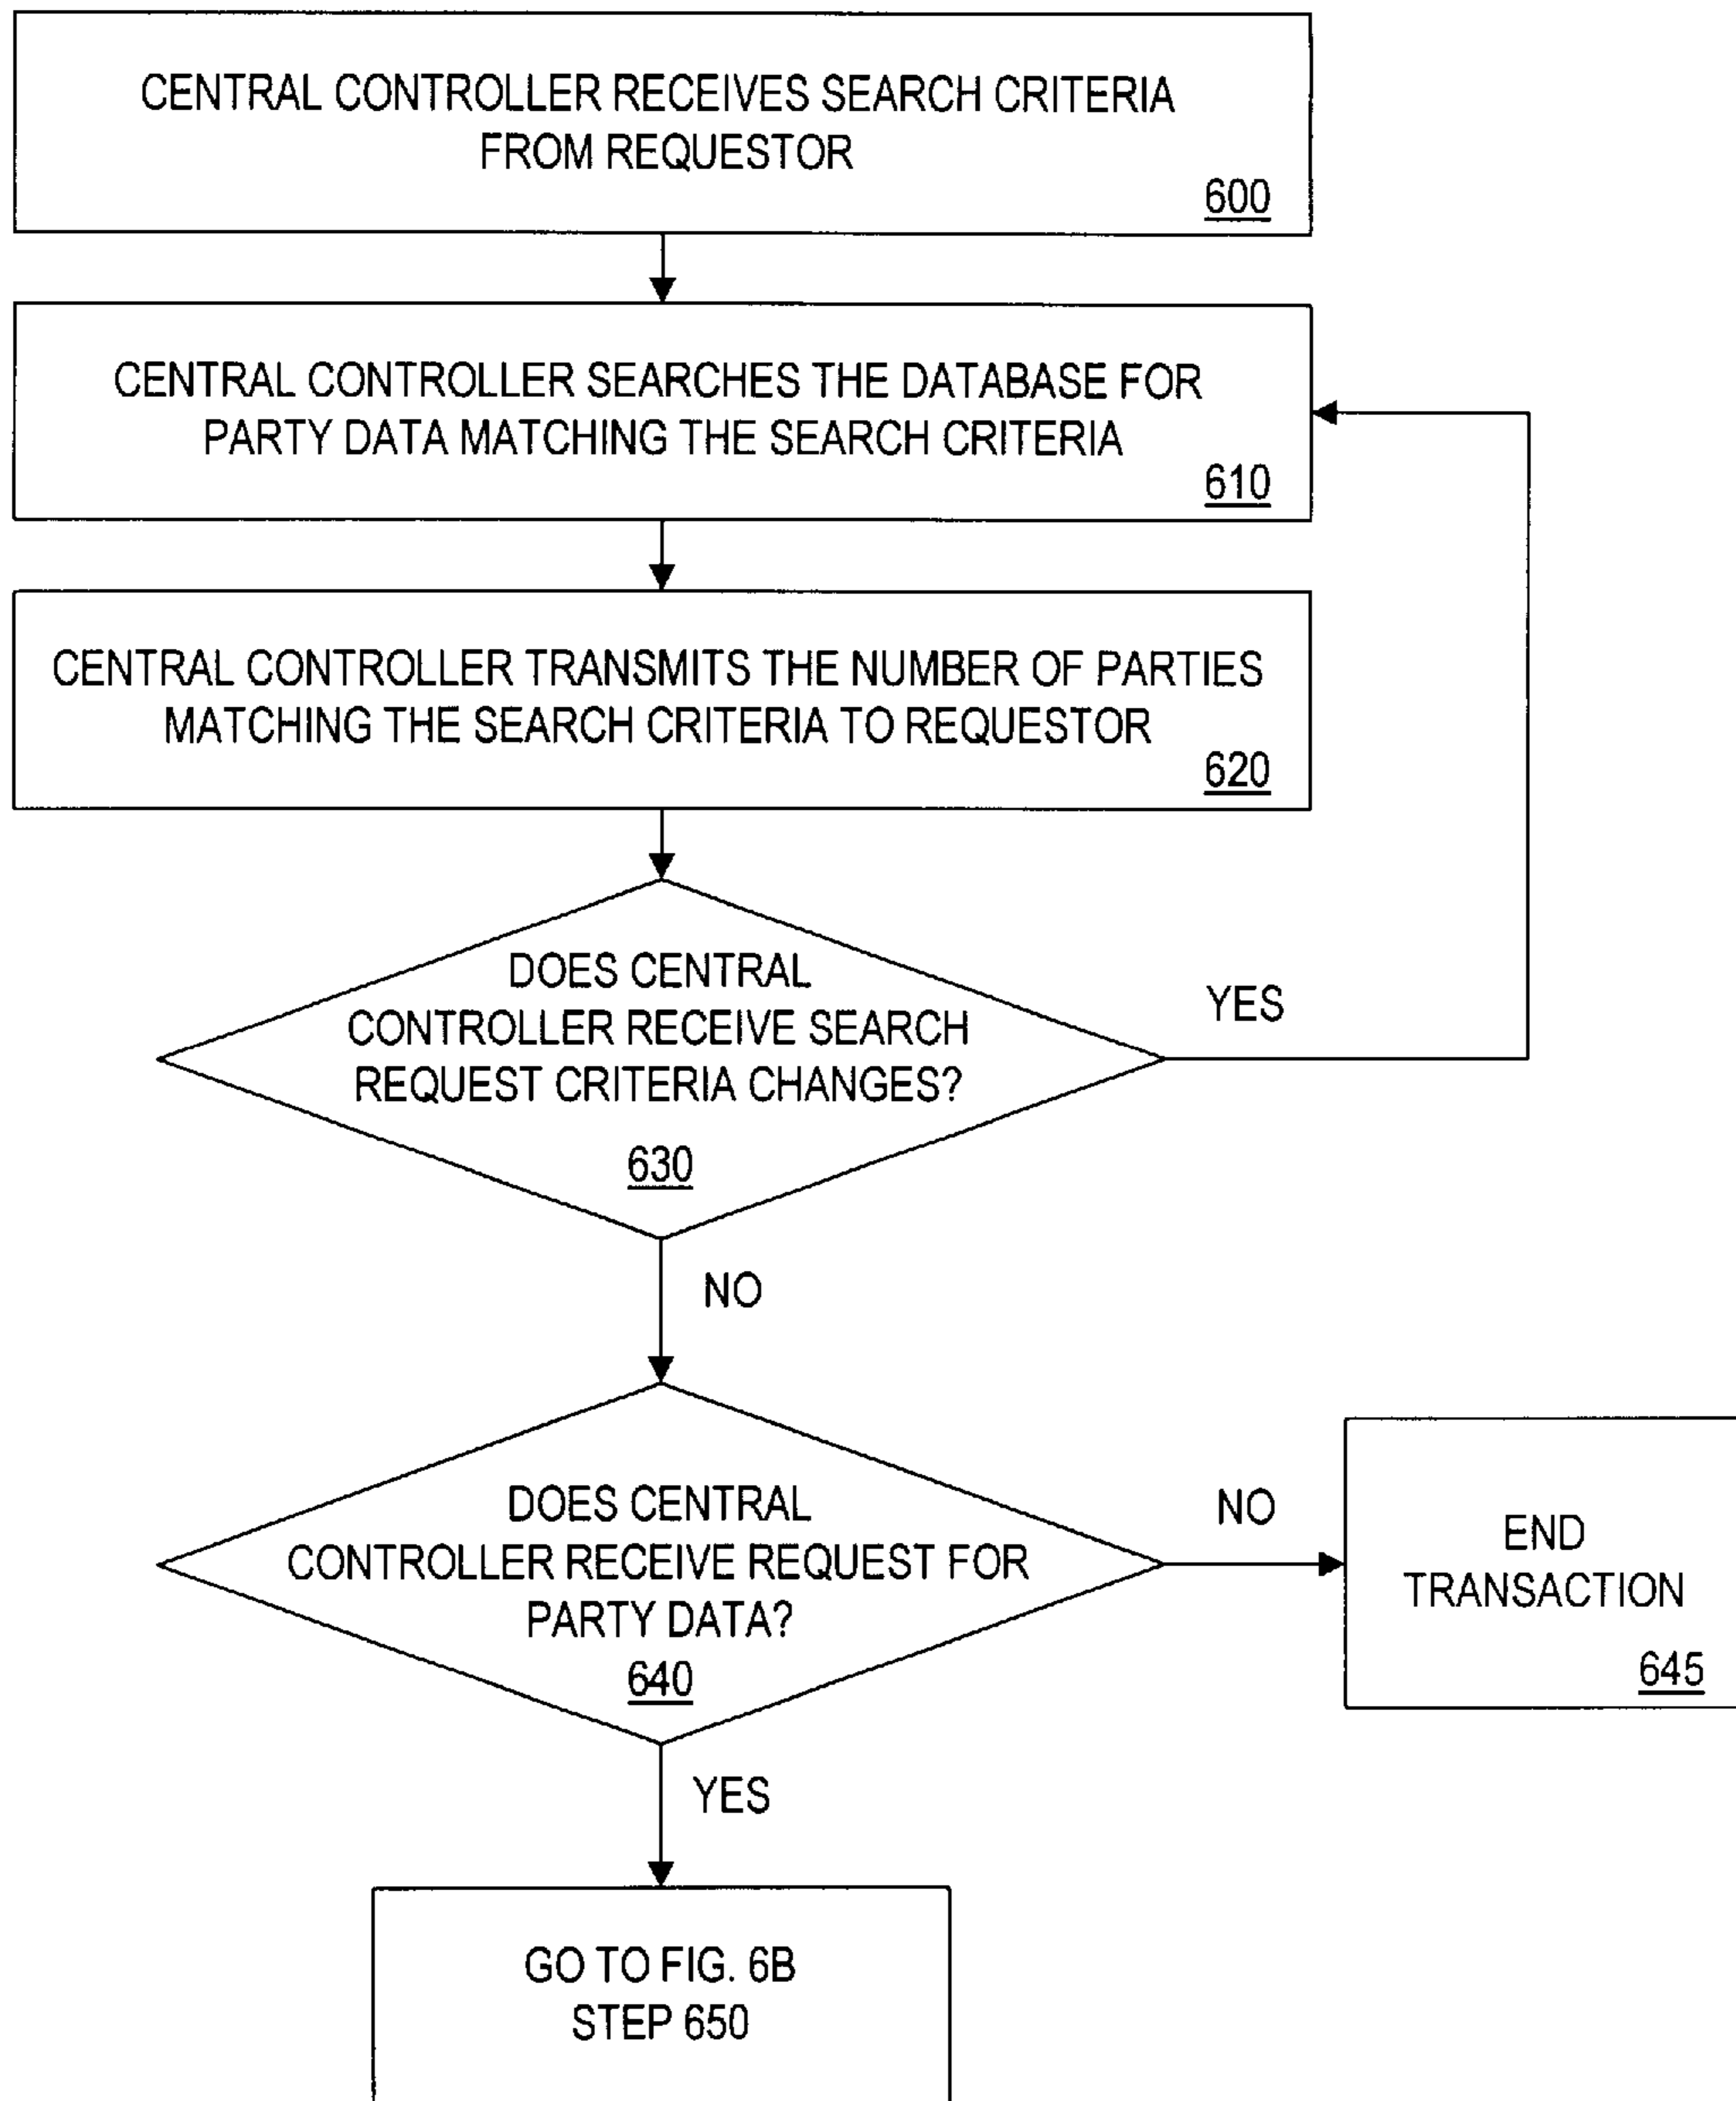 CENTRAL CONTROLLER RECEIVES SEARCH CRITERIA
FROM REQUESTOR
600
CENTRAL CONTROLLER SEARCHES THE DATABASE FOR
PARTY DATA MATCHING THE SEARCH CRITERIA
610
CENTRAL CONTROLLER TRANSMITS THE NUMBER OF PARTIES
MATCHING THE SEARCH CRITERIA TO REQUESTOR
620
DOES CENTRAL
CONTROLLER RECEIVE SEARCH
REQUEST CRITERIA CHANGES?
630
YES
NO
DOES CENTRAL
CONTROLLER RECEIVE REQUEST FOR
PARTY DATA?
640
NO
END
TRANSACTION
645
YES
GO TO FIG. 6B
STEP 650